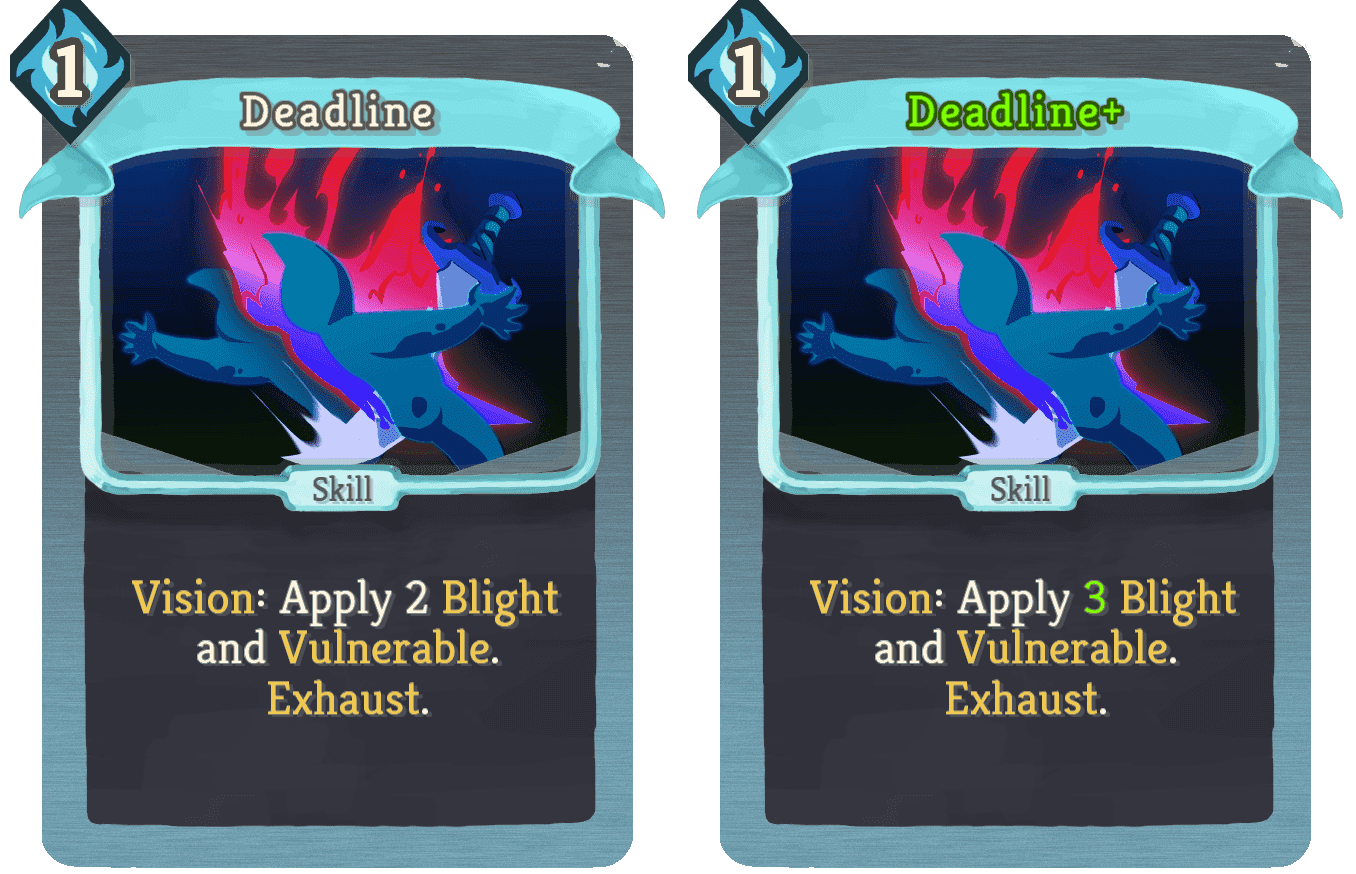 1
Deadline
Skill
Vision: Apply 2 Blight
and Vulnerable.
Exhaust.
1
Deadline+
Skill
Vision: Apply 3 Blight
and Vulnerable.
Exhaust.